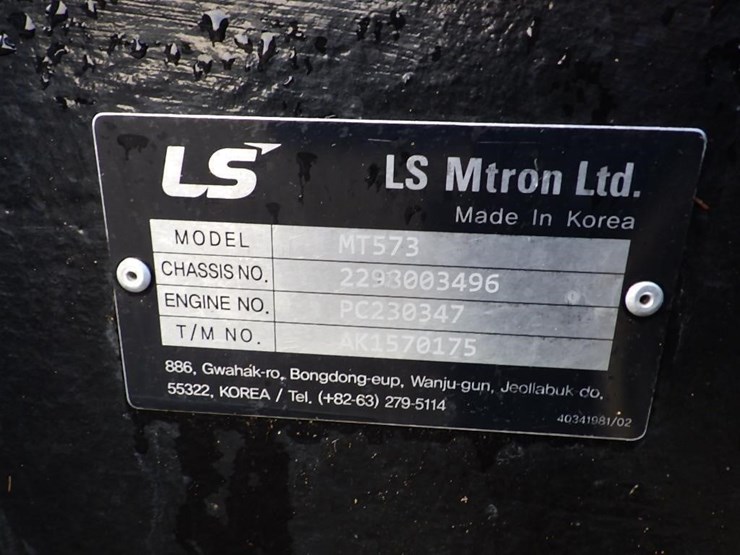 LS LS Mtron Ltd.
Made In Korea
MODEL MT573
CHASSIS NO. 2293003496
ENGINE NO. PC230347
T/M NO. AK1570175
886, Gwahak-ro, Bongdong-eup, Wanju-gun, Jeollabuk-do,
55322, KOREA / Tel. (+82-63) 279-5114
40341981/02